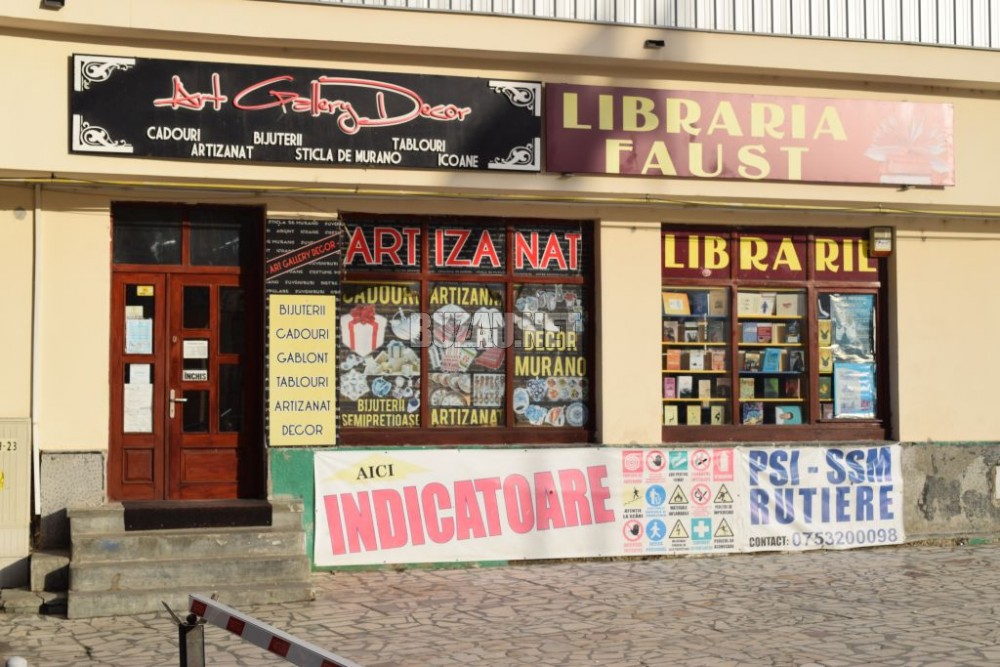 Art Gallery Decor
CADOURI BIJUTERII TABLOURI
ARTIZANAT STICLA DE MURANO ICOANE
LIBRARIA
FAUST
ART GALLERY DECOR
BIJUTERII
CADOURI
GABLONT
TABLOURI
ARTIZANAT
DECOR
ÎNCHIS
ARTIZANAT
CADOURI ARTIZANAT
DECOR
MURANO
BIJUTERII
SEMIPRETIOASE
ARTIZANAT
LIBRARIE
AICI
INDICATOARE
PSI - SSM
RUTIERE
CONTACT: 0753200098